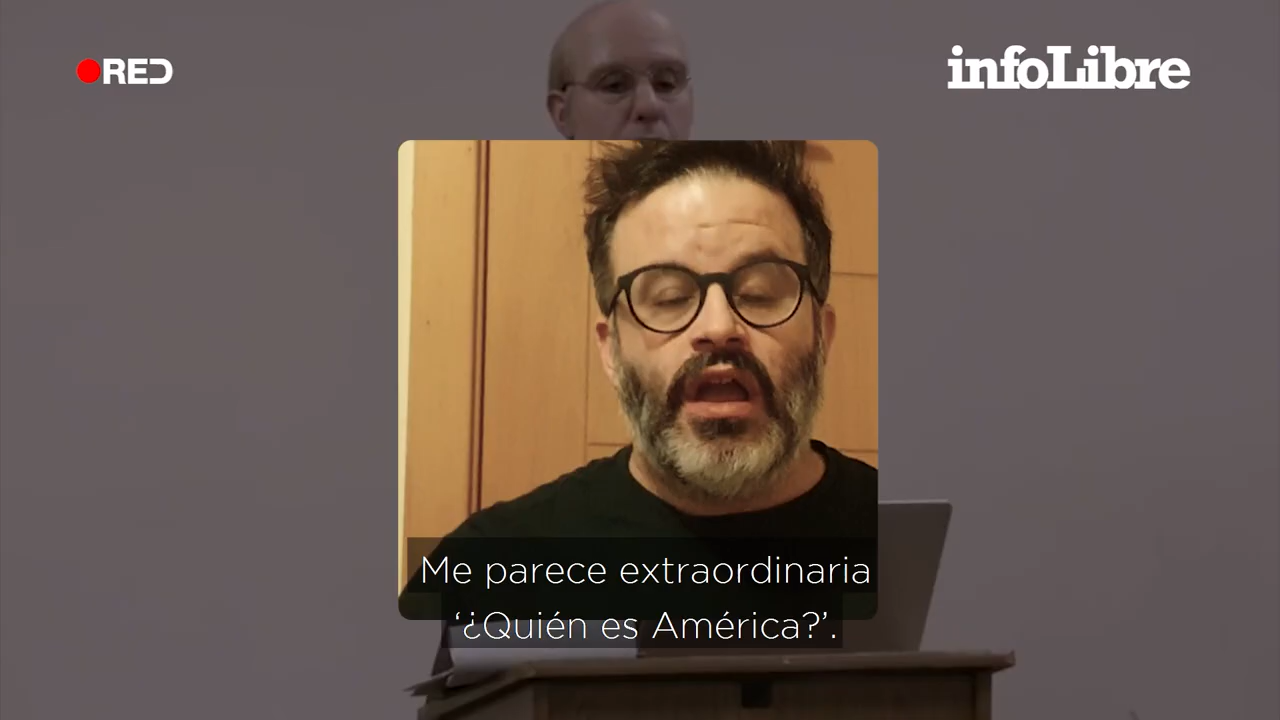 RED
infoLibre
Me parece extraordinaria
‘¿Quién es América?’.